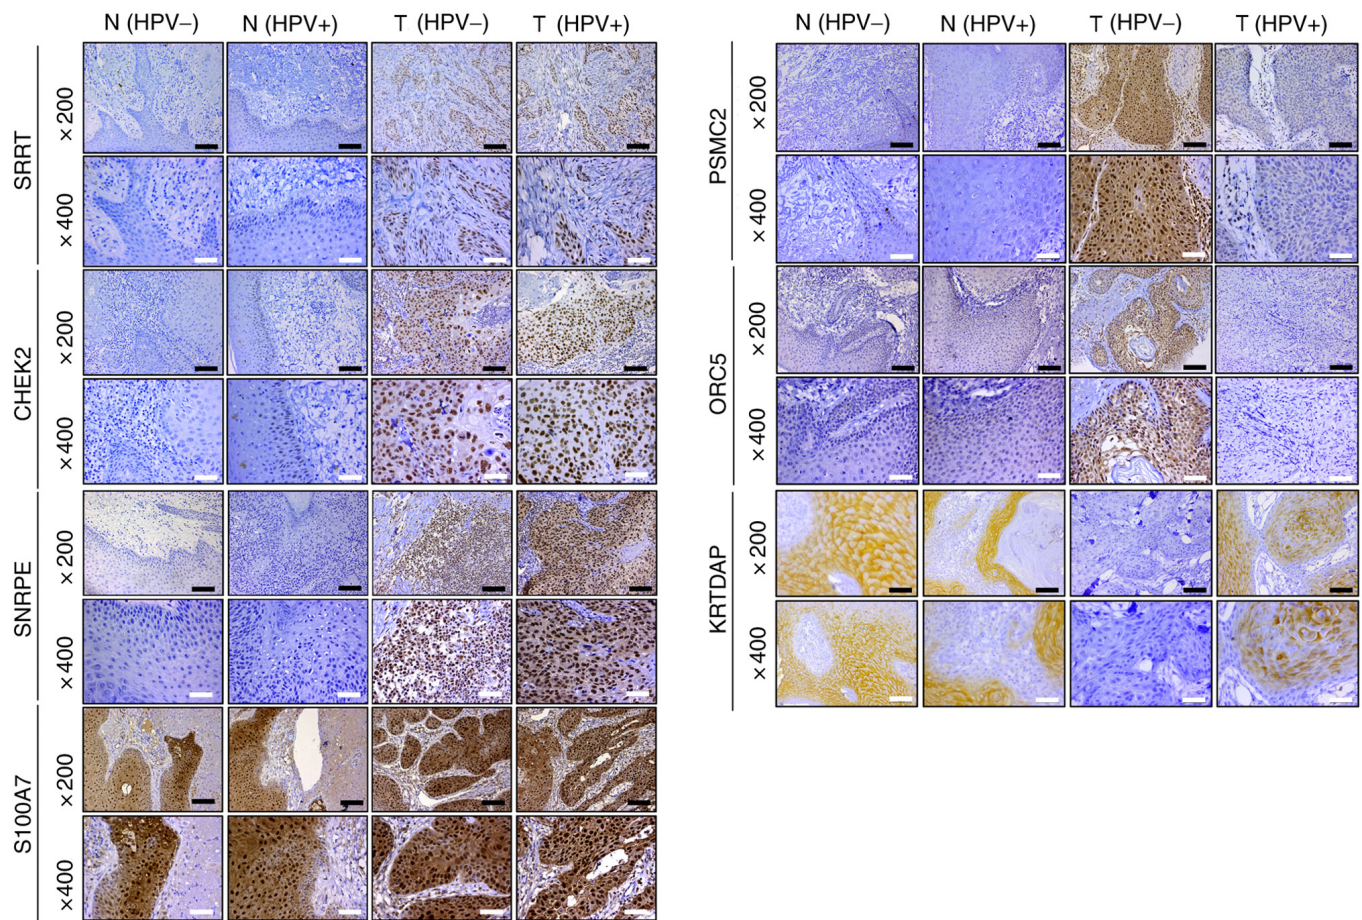 N (HPV−) N (HPV+) T (HPV−) T (HPV+)
SRRT
×200
×400
CHEK2
×200
×400
SNRPE
×200
×400
S100A7
×200
×400
N (HPV−) N (HPV+) T (HPV−) T (HPV+)
PSMC2
×200
×400
ORC5
×200
×400
KRTDAP
×200
×400